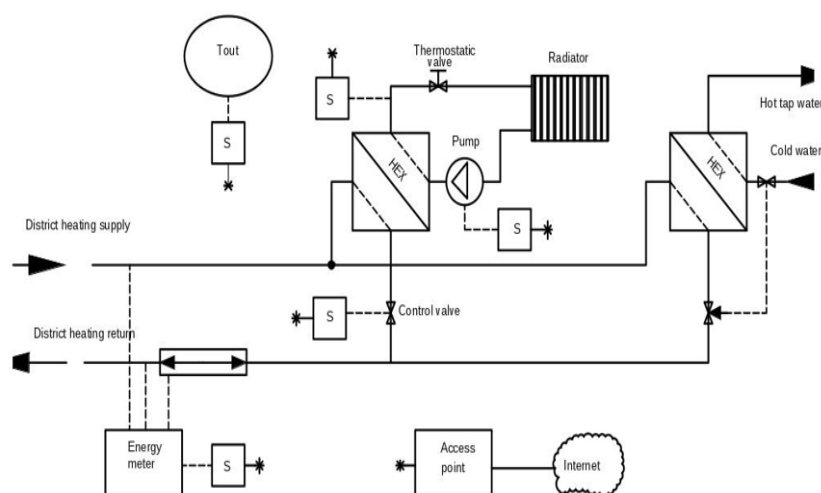 Tout
S
S
Thermostatic
valve
Radiator
Pump
HEX
S
HEX
Hot tap water
Cold water
District heating supply
S
Control valve
District heating return
Energy
meter
S
Access
point
Internet